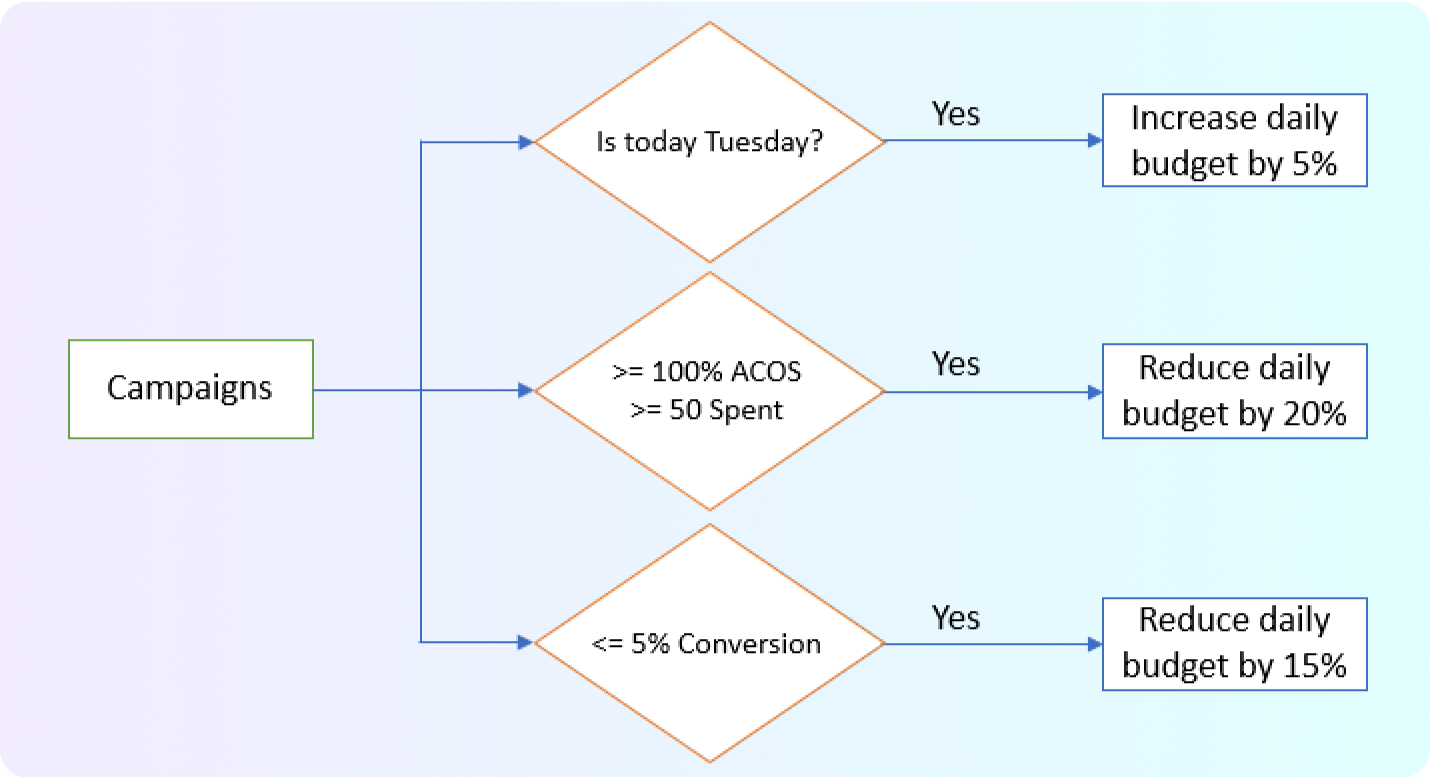 Campaigns
Is today Tuesday?
Yes
Increase daily
budget by 5%
>= 100% ACOS
>= 50 Spent
Yes
Reduce daily
budget by 20%
<= 5% Conversion
Yes
Reduce daily
budget by 15%